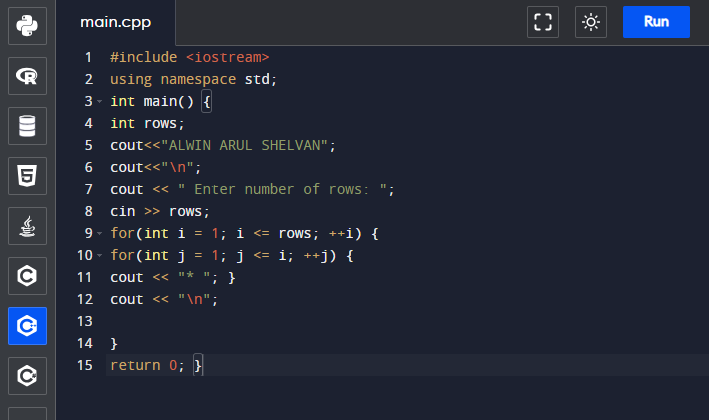 main.cpp
Run
1 #include <iostream>
2 using namespace std;
3 int main() {
4 int rows;
5 cout<<"ALWIN ARUL SHELVAN";
6 cout<<"\n";
7 cout << " Enter number of rows: ";
8 cin >> rows;
9 for(int i = 1; i <= rows; ++i) {
10 for(int j = 1; j <= i; ++j) {
11 cout << "* "; }
12 cout << "\n";
13
14 }
15 return 0; }